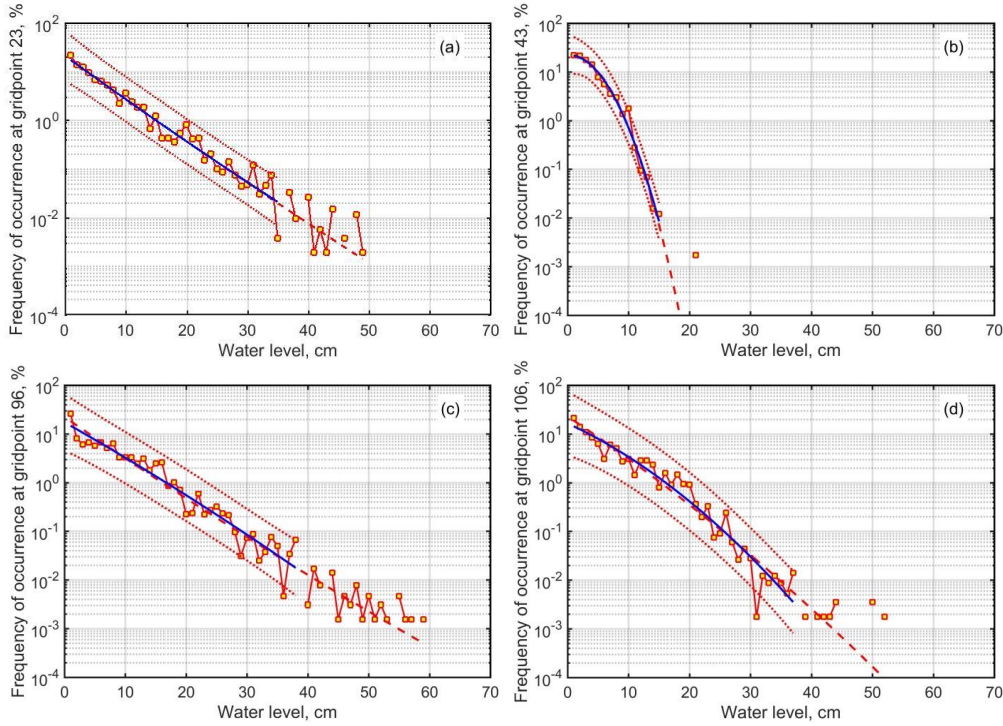 Frequency of occurrence at gridpoint 23, %
10^2
10^0
10^-2
10^-4
(a)
0 10 20 30 40 50 60 70
Water level, cm
Frequency of occurrence at gridpoint 43, %
10^2
10^1
10^0
10^-1
10^-2
10^-3
10^-4
(b)
0 10 20 30 40 50 60 70
Water level, cm
Frequency of occurrence at gridpoint 96, %
10^2
10^1
10^0
10^-1
10^-2
10^-3
10^-4
(c)
0 10 20 30 40 50 60 70
Water level, cm
Frequency of occurrence at gridpoint 106, %
10^2
10^1
10^0
10^-1
10^-2
10^-3
10^-4
(d)
0 10 20 30 40 50 60 70
Water level, cm